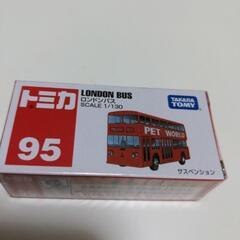 トミカ
LONDON BUS
ロンドンバス
SCALE 1/130
TAKARA
TOMY
95
PET WORLD
サスペンション